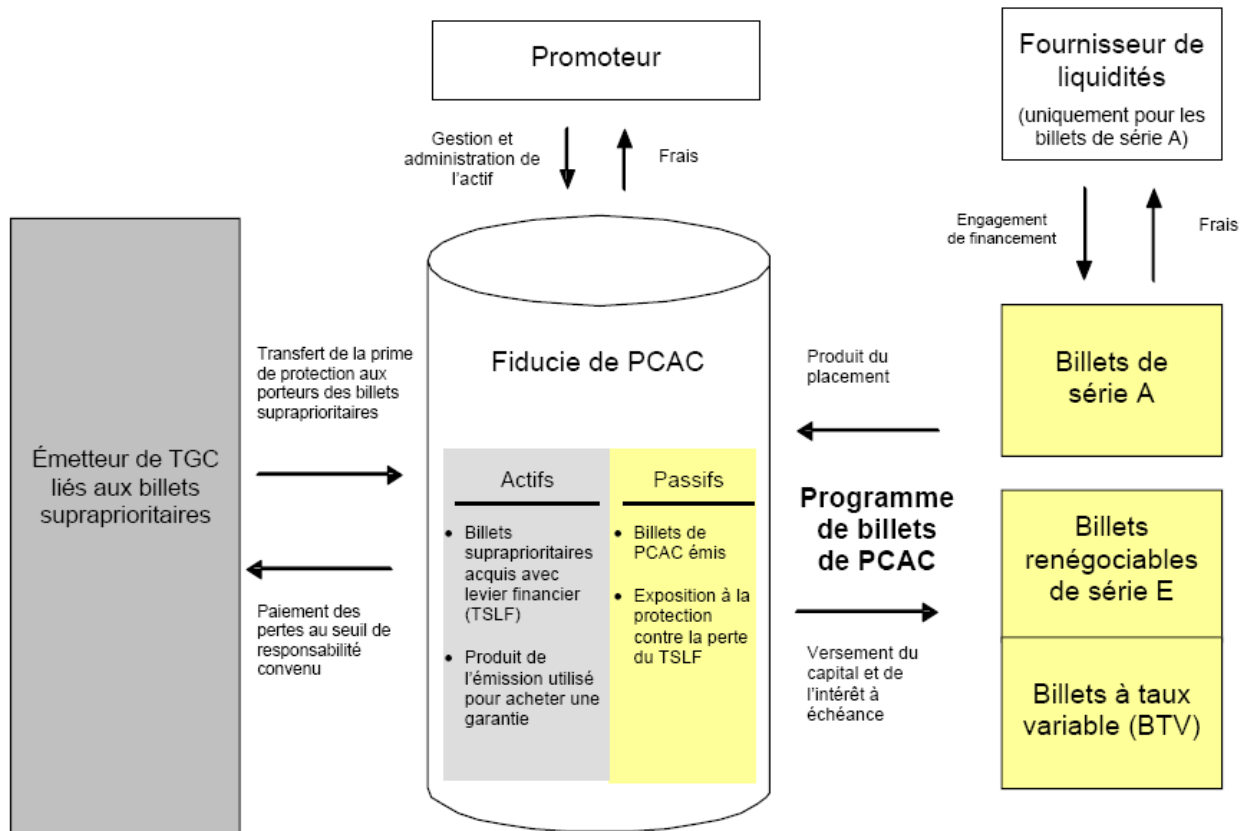 Promoteur
Fournisseur de
liquidités
(uniquement pour les
billets de série A)
Gestion et
administration de
l'actif
Frais
Engagement
de financement
Frais
Émetteur de TGC
liés aux billets
supraprioritaires
Transfert de la prime
de protection aux
porteurs des billets
supraprioritaires
Paiement des
pertes au seuil de
responsabilité
convenu
Fiducie de PCAC
Actifs
• Billets
supraprioritaires
acquis avec
levier financier
(TSLF)
• Produit de
l'émission utilisé
pour acheter une
garantie
Passifs
• Billets de
PCAC émis
• Exposition à la
protection
contre la perte
du TSLF
Produit du
placement
Programme
de billets
de PCAC
Versement du
capital et de
l'intérêt à
échéance
Billets de
série A
Billets
renégociables
de série E
Billets à taux
variable (BTV)